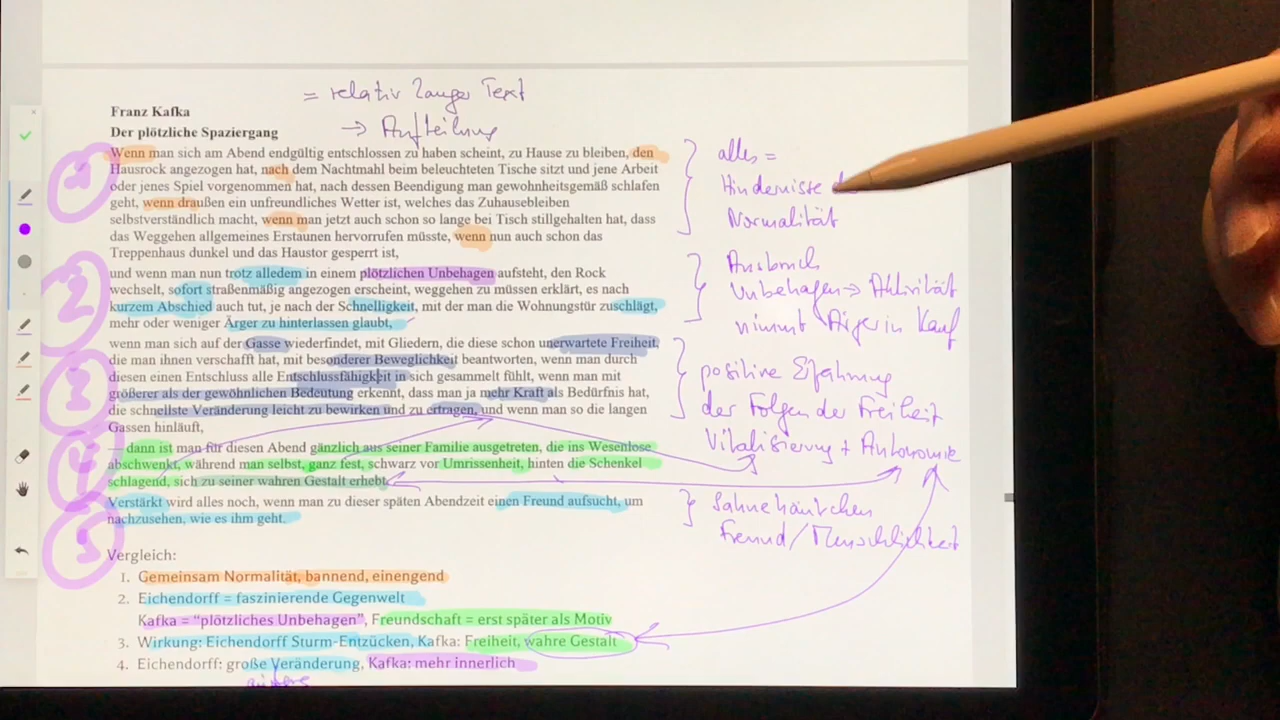 = relativ langer Text
→ Aufteilung
Franz Kafka
Der plötzliche Spaziergang
1
Wenn man sich am Abend endgültig entschlossen zu haben scheint, zu Hause zu bleiben, den
Hausrock angezogen hat, nach dem Nachtmahl beim beleuchteten Tische sitzt und jene Arbeit
oder jenes Spiel vorgenommen hat, nach dessen Beendigung man gewohnheitsgemäß schlafen
geht, wenn draußen ein unfreundliches Wetter ist, welches das Zuhausebleiben
selbstverständlich macht, wenn man jetzt auch schon so lange bei Tisch stillgehalten hat, dass
das Weggehen allgemeines Erstaunen hervorrufen müsste, wenn nun auch schon das
Treppenhaus dunkel und das Haustor gesperrt ist,
alles =
Hindernisse
Normalität
2
und wenn man nun trotz alledem in einem plötzlichen Unbehagen aufsteht, den Rock
wechselt, sofort straßenmäßig angezogen erscheint, weggehen zu müssen erklärt, es nach
kurzem Abschied auch tut, je nach der Schnelligkeit, mit der man die Wohnungstür zuschlägt,
mehr oder weniger Ärger zu hinterlassen glaubt,
Ausbruch
Unbehagen → Aktivität
nimmt Ärger in Kauf
3
wenn man sich auf der Gasse wiederfindet, mit Gliedern, die diese schon unerwartete Freiheit,
die man ihnen verschafft hat, mit besonderer Beweglichkeit beantworten, wenn man durch
diesen einen Entschluss alle Entschlussfähigkeit in sich gesammelt fühlt, wenn man mit
größerer als der gewöhnlichen Bedeutung erkennt, dass man ja mehr Kraft als Bedürfnis hat,
die schnellste Veränderung leicht zu bewirken und zu ertragen, und wenn man so die langen
Gassen hinläuft,
positive Erfahrung
der Folgen der Freiheit
Vitalisierung + Autonomie
4
— dann ist man für diesen Abend gänzlich aus seiner Familie ausgetreten, die ins Wesenlose
abschwenkt, während man selbst, ganz fest, schwarz vor Umrissenheit, hinten die Schenkel
schlagend, sich zu seiner wahren Gestalt erhebt.
5
Verstärkt wird alles noch, wenn man zu dieser späten Abendzeit einen Freund aufsucht, um
nachzusehen, wie es ihm geht.
Sahnehäubchen
Freund/Menschlichkeit
Vergleich:
1. Gemeinsam Normalität, bannend, einengend
2. Eichendorff = faszinierende Gegenwelt
Kafka = "plötzliches Unbehagen", Freundschaft = erst später als Motiv
3. Wirkung: Eichendorff Sturm-Entzücken, Kafka: Freiheit, wahre Gestalt
4. Eichendorff: große Veränderung, Kafka: mehr innerlich
äußere